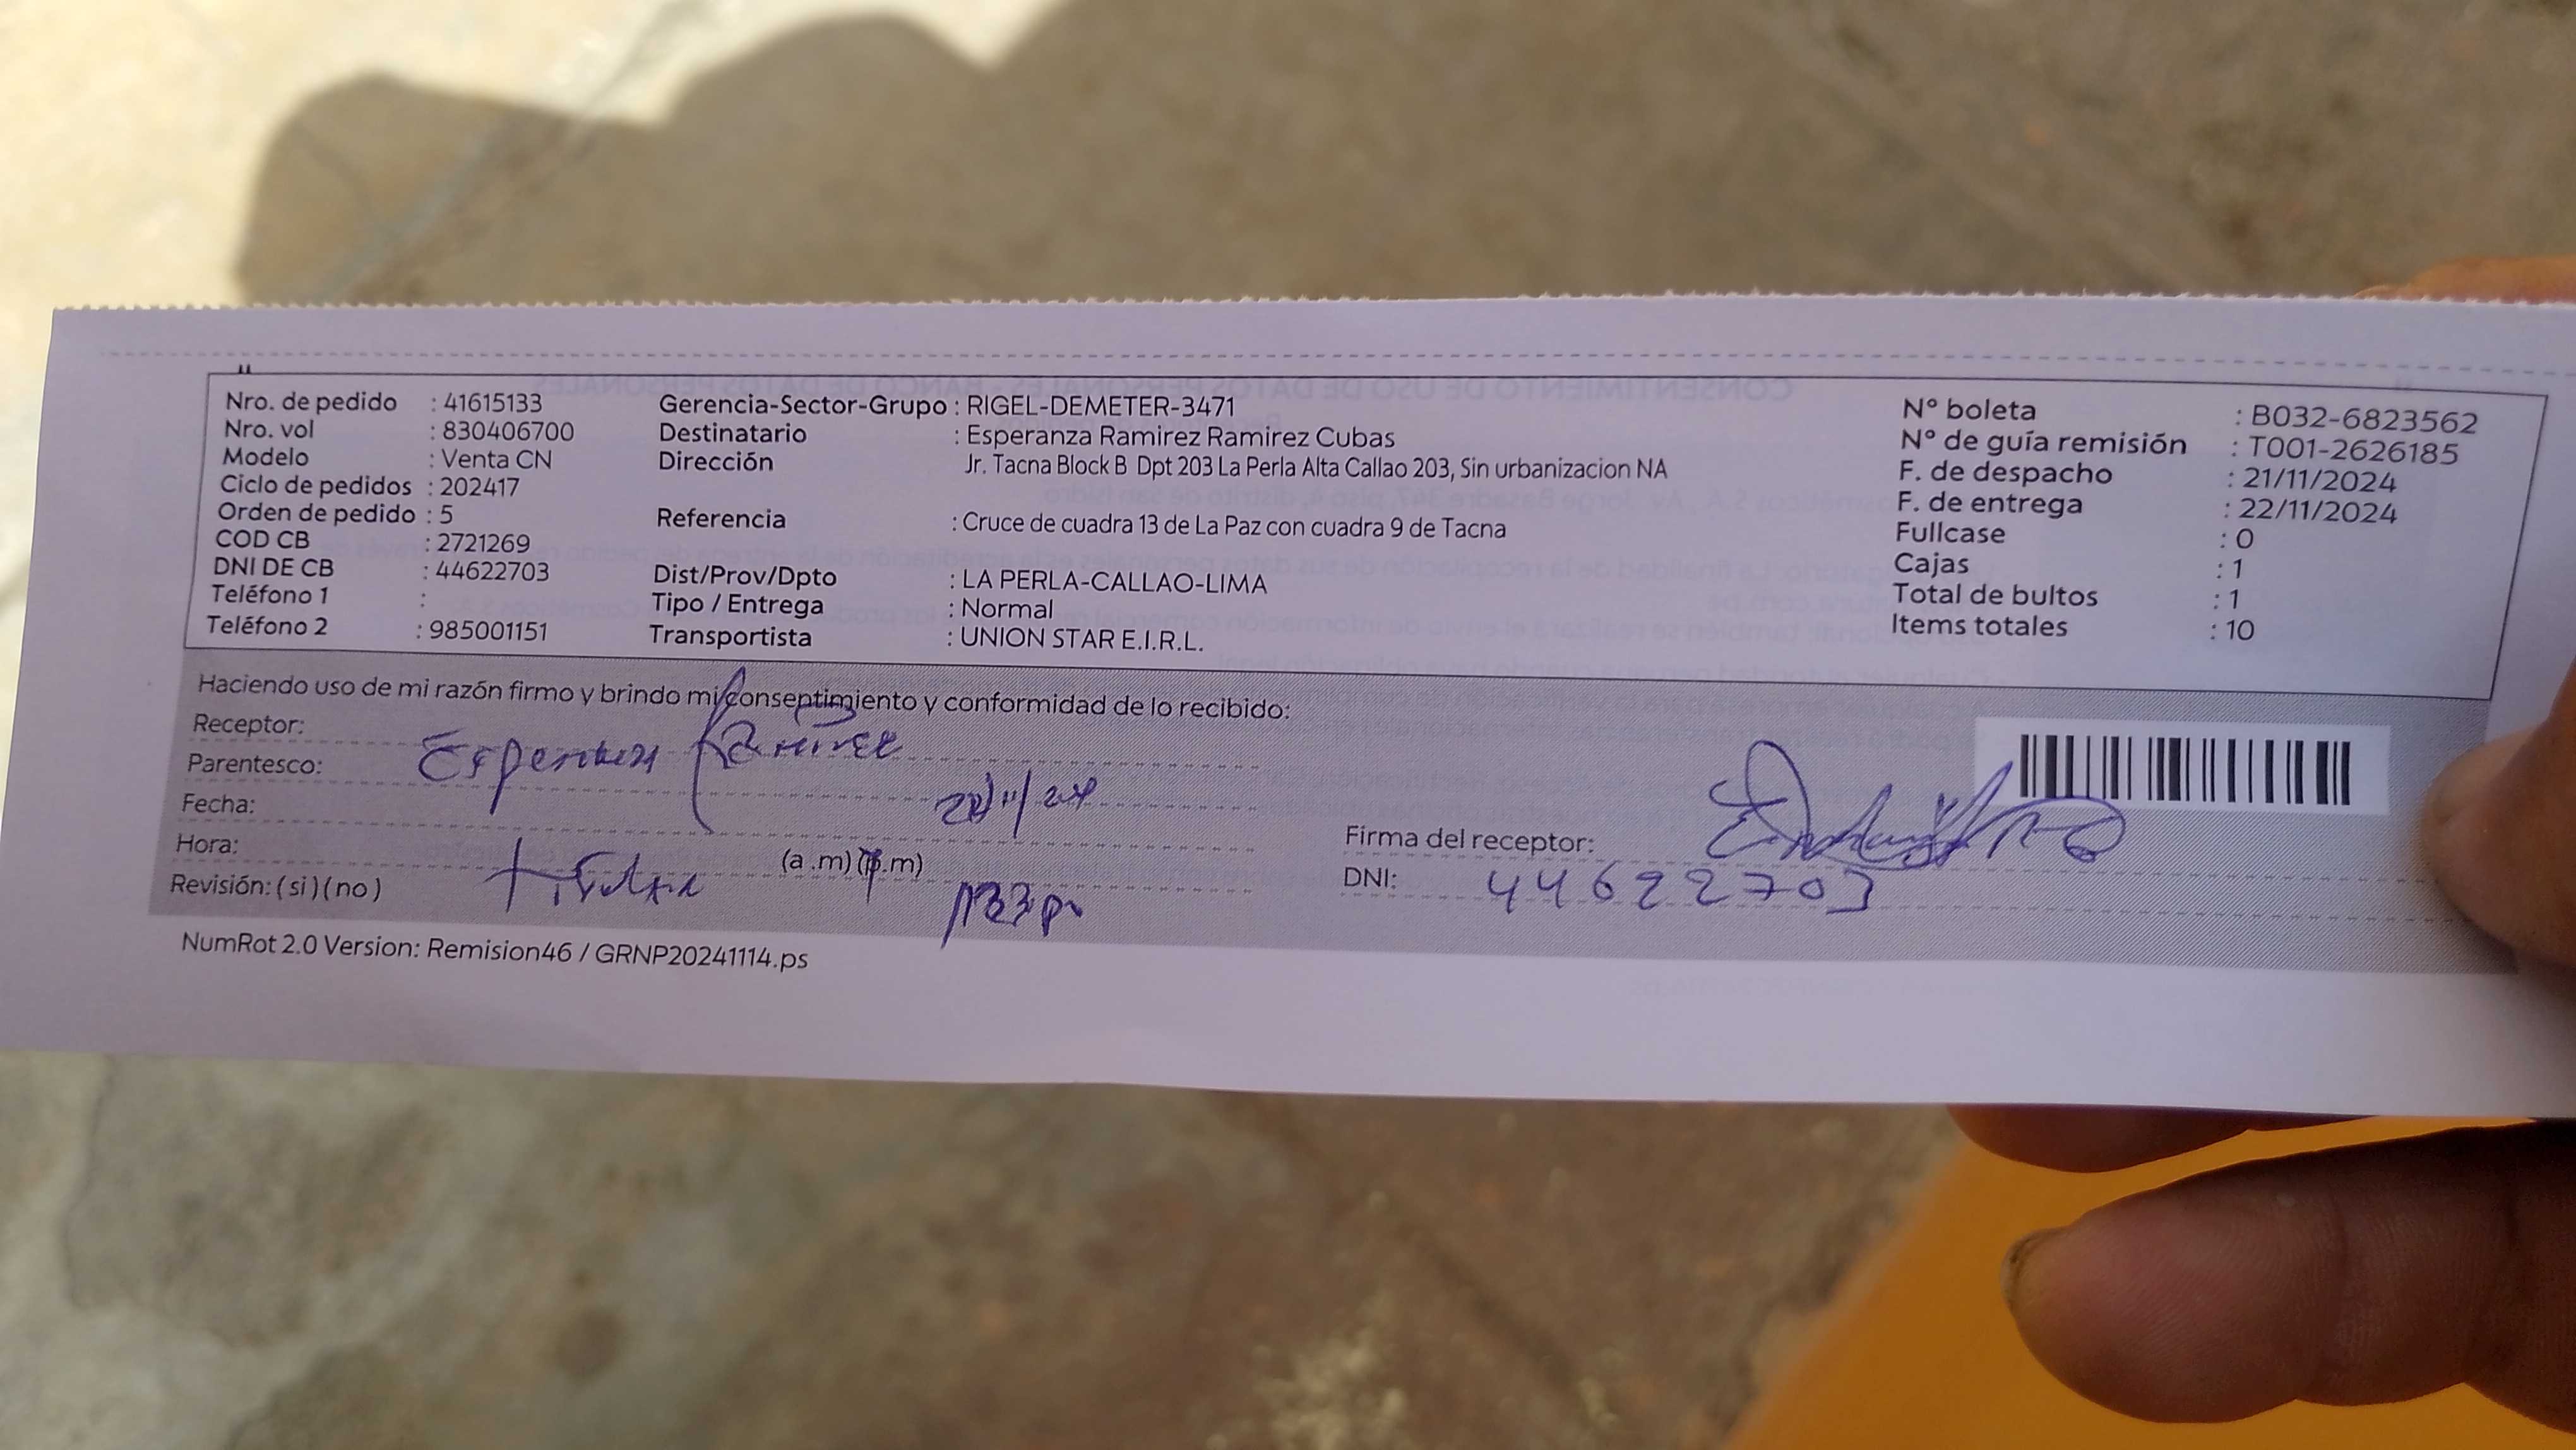 Nro. de pedido : 41615133
Nro. vol : 830406700
Modelo : Venta CN
Ciclo de pedidos : 202417
Orden de pedido : 5
COD CB : 2721269
DNI DE CB : 44622703
Teléfono 1 :
Teléfono 2 : 985001151
Gerencia-Sector-Grupo : RIGEL-DEMETER-3471
Destinatario : Esperanza Ramirez Ramirez Cubas
Dirección Jr. Tacna Block B Dpt 203 La Perla Alta Callao 203, Sin urbanizacion NA
Referencia : Cruce de cuadra 13 de La Paz con cuadra 9 de Tacna
Dist/Prov/Dpto : LA PERLA-CALLAO-LIMA
Tipo / Entrega : Normal
Transportista : UNION STAR E.I.R.L.
N° boleta : B032-6823562
N° de guía remisión : T001-2626185
F. de despacho : 21/11/2024
F. de entrega : 22/11/2024
Fullcase : 0
Cajas : 1
Total de bultos : 1
Items totales : 10
Haciendo uso de mi razón firmo y brindo mi consentimiento y conformidad de lo recibido:
Receptor:
Parentesco:
Fecha:
Hora: (a.m) (p.m)
Revisión: (si) (no)
Firma del receptor:
DNI: 44622703
NumRot 2.0 Version: Remision46 / GRNP20241114.ps